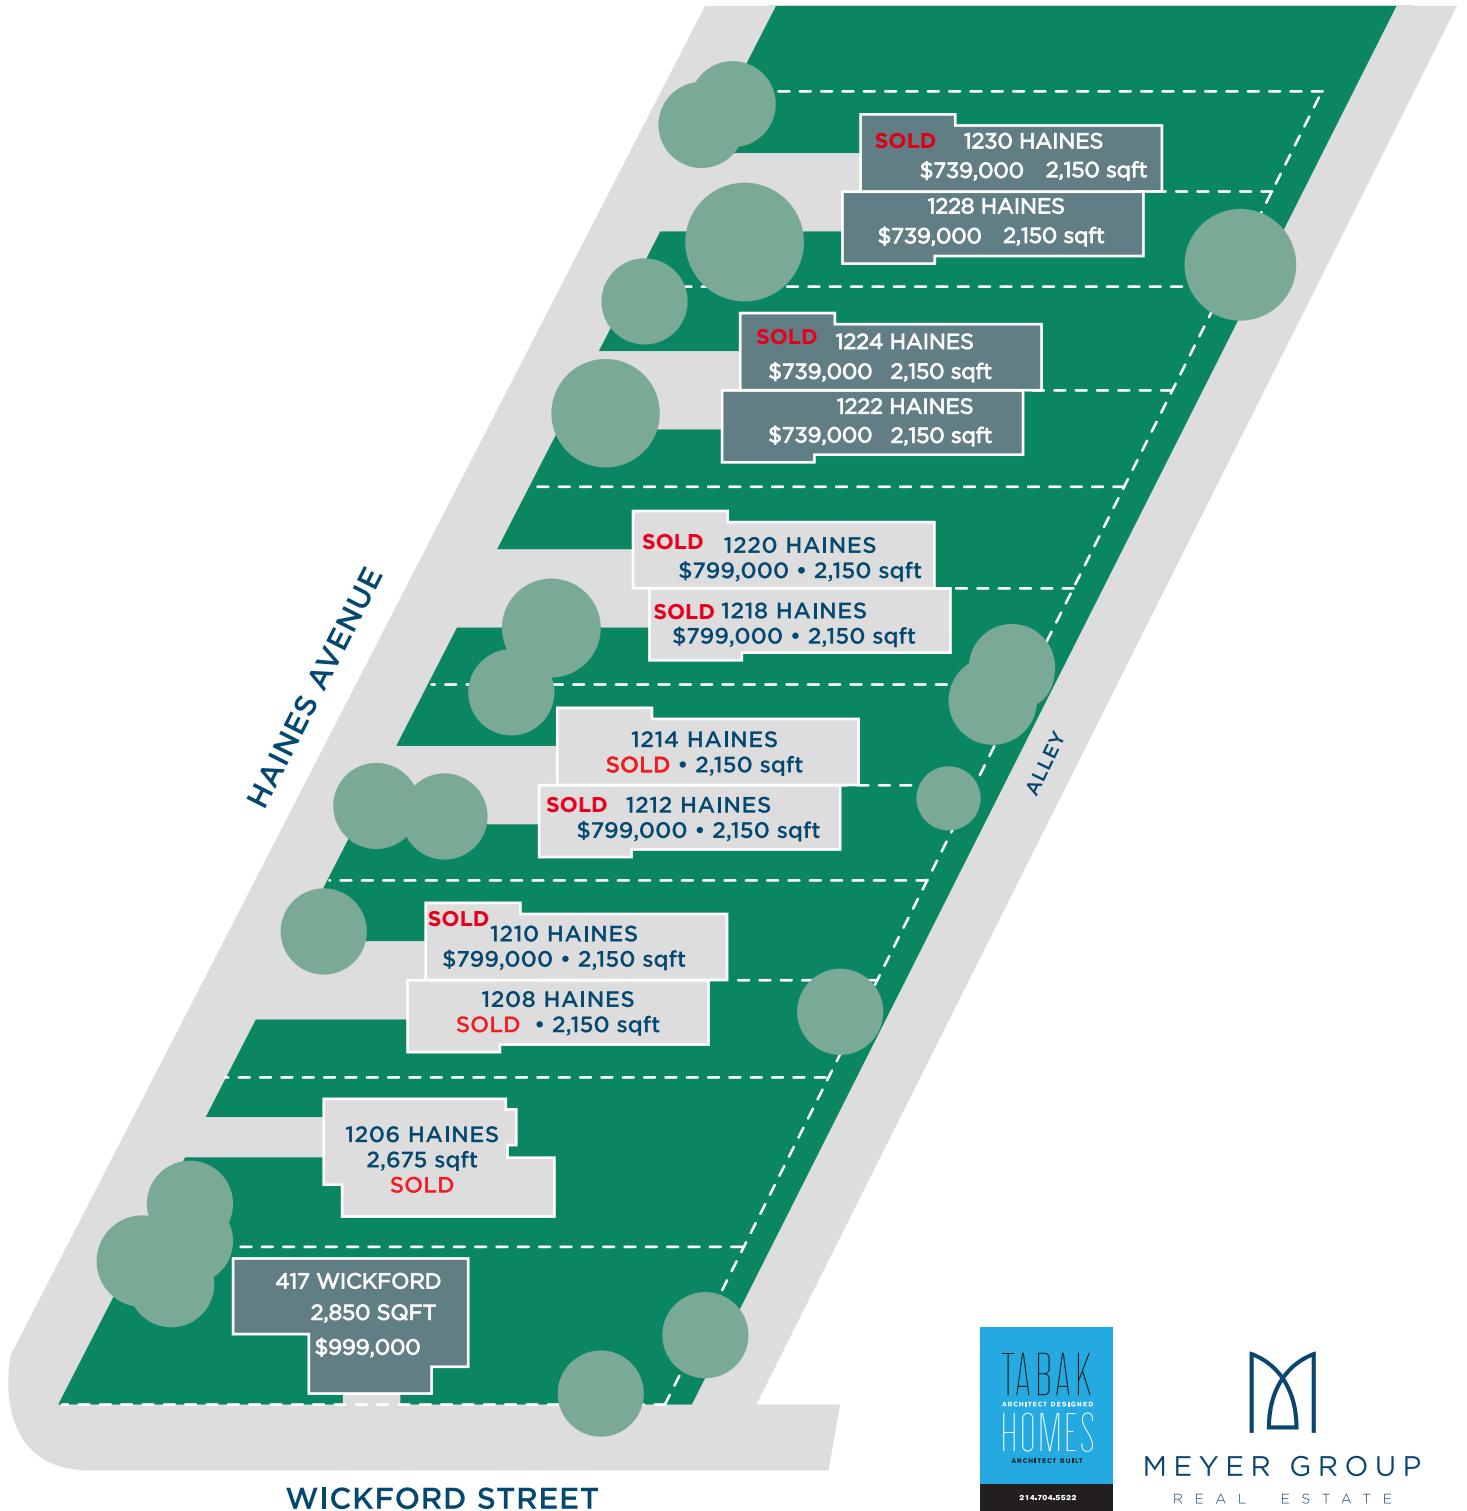 SOLD 1230 HAINES
$739,000 2,150 sqft
1228 HAINES
$739,000 2,150 sqft
SOLD 1224 HAINES
$739,000 2,150 sqft
1222 HAINES
$739,000 2,150 sqft
SOLD 1220 HAINES
$799,000 • 2,150 sqft
SOLD 1218 HAINES
$799,000 • 2,150 sqft
HAINES AVENUE
ALLEY
1214 HAINES
SOLD • 2,150 sqft
SOLD 1212 HAINES
$799,000 • 2,150 sqft
SOLD 1210 HAINES
$799,000 • 2,150 sqft
1208 HAINES
SOLD • 2,150 sqft
1206 HAINES
2,675 sqft
SOLD
417 WICKFORD
2,850 SQFT
$999,000
WICKFORD STREET
TABAK
ARCHITECT DESIGNED
HOMES
ARCHITECT BUILT
214.704.5522
MEYER GROUP
REAL ESTATE